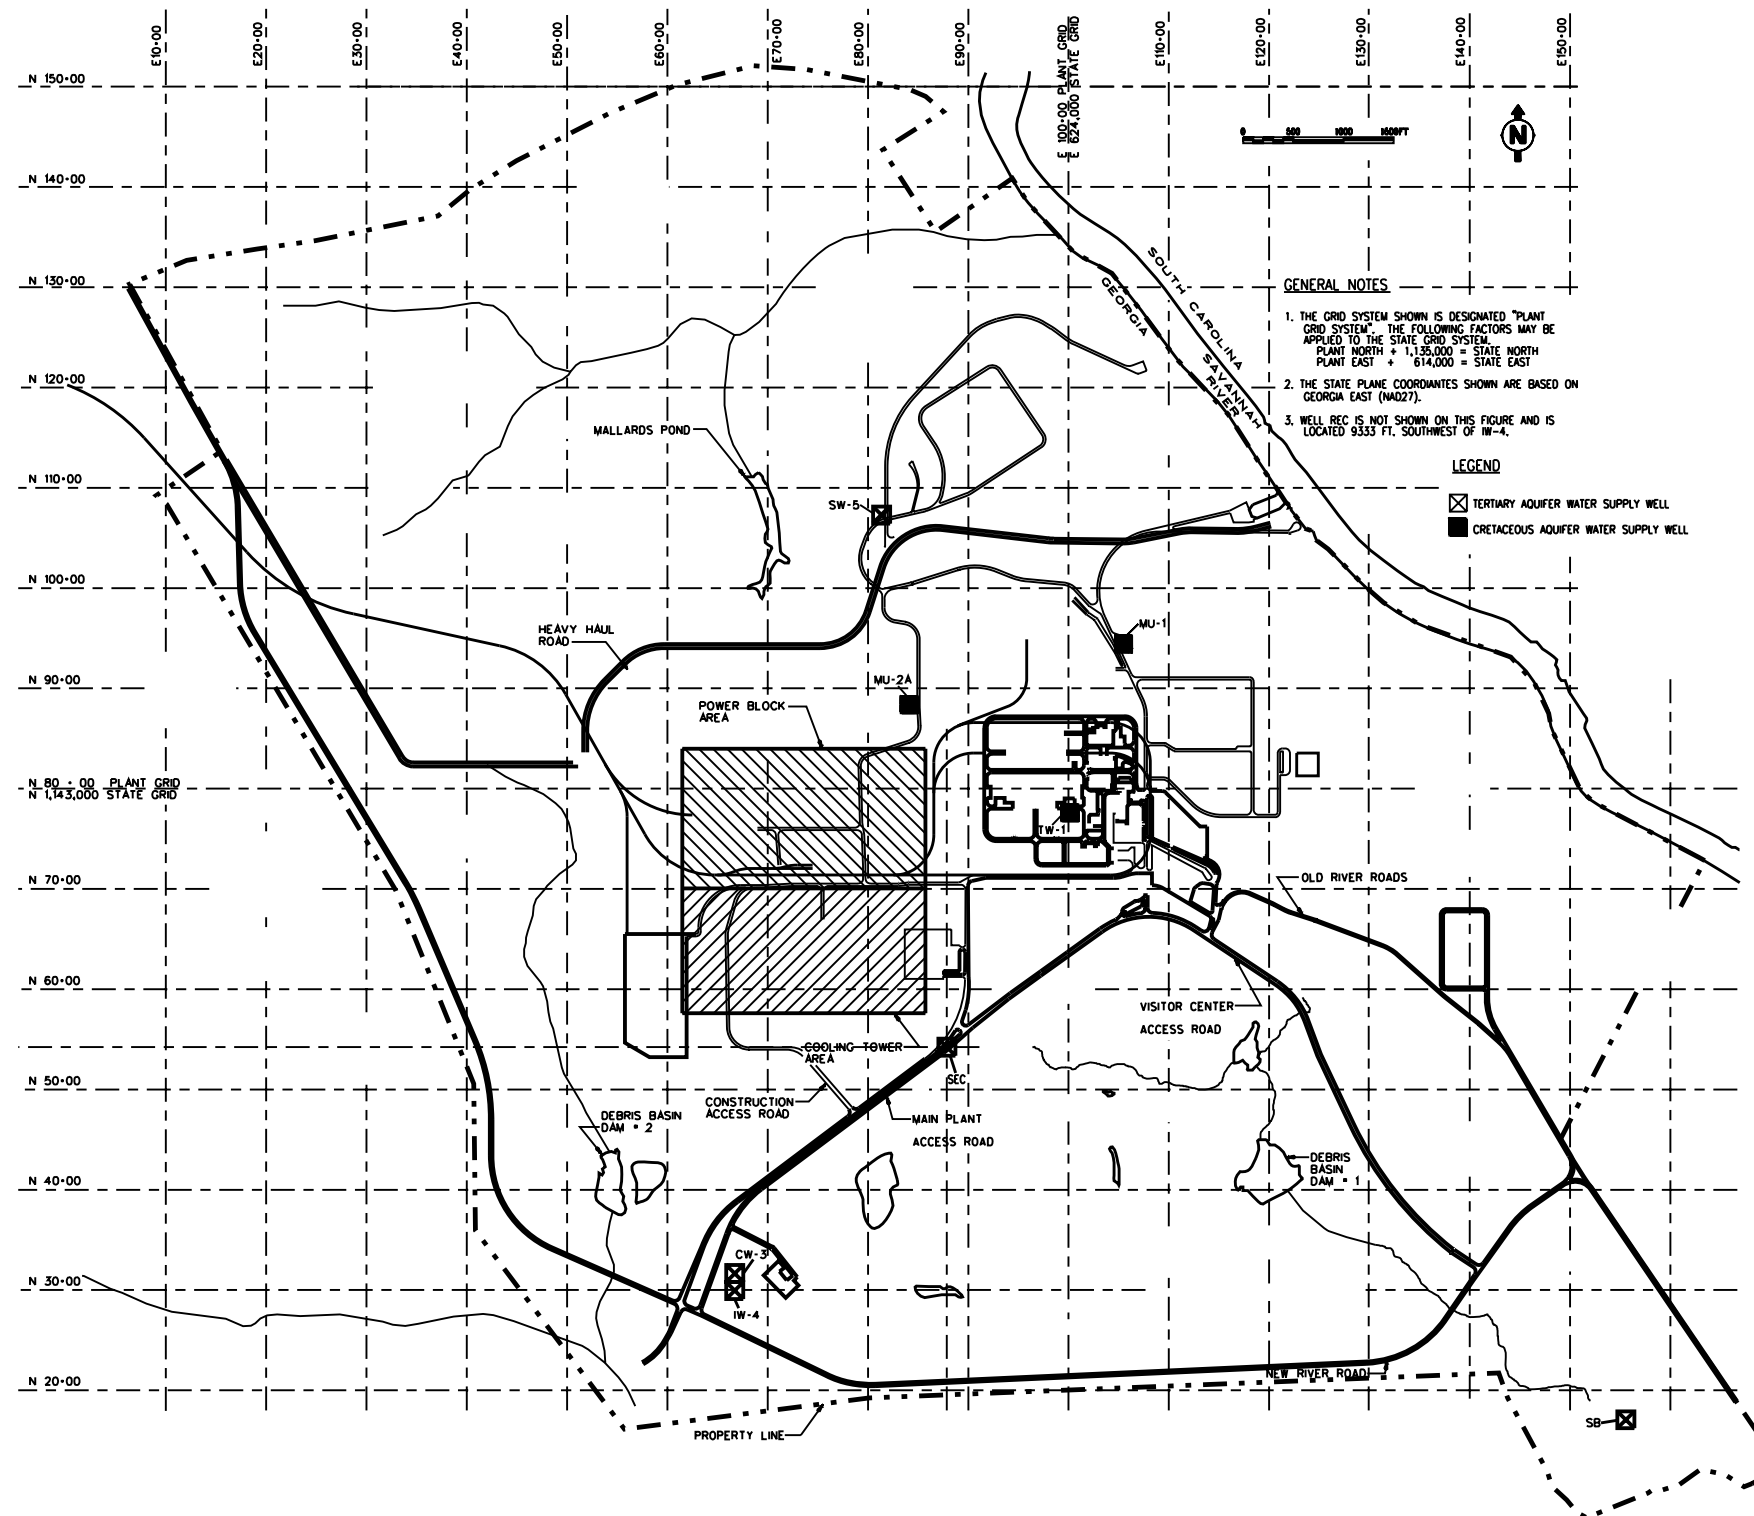 E10+00
E20+00
E30+00
E40+00
E50+00
E60+00
E70+00
E80+00
E90+00
E 100+00 PLANT GRID
E 624,000 STATE GRID
E110+00
E120+00
E130+00
E140+00
E150+00
N 150+00
0 500 1000 1500FT
N
N 140+00
N 130+00
SOUTH CAROLINA
GEORGIA
SAVANNAH
RIVER
GENERAL NOTES
1. THE GRID SYSTEM SHOWN IS DESIGNATED "PLANT
GRID SYSTEM". THE FOLLOWING FACTORS MAY BE
APPLIED TO THE STATE GRID SYSTEM.
PLANT NORTH + 1,135,000 = STATE NORTH
PLANT EAST + 614,000 = STATE EAST
2. THE STATE PLANE COORDIANTES SHOWN ARE BASED ON
GEORGIA EAST (NAD27).
3. WELL REC IS NOT SHOWN ON THIS FIGURE AND IS
LOCATED 9333 FT. SOUTHWEST OF IW-4.
N 120+00
MALLARDS POND
LEGEND
TERTIARY AQUIFER WATER SUPPLY WELL
CRETACEOUS AQUIFER WATER SUPPLY WELL
N 110+00
SW-5
N 100+00
HEAVY HAUL
ROAD
MU-1
N 90+00
MU-2A
POWER BLOCK
AREA
N 80+00 PLANT GRID
N 1,143,000 STATE GRID
TW-1
N 70+00
OLD RIVER ROADS
N 60+00
VISITOR CENTER
ACCESS ROAD
COOLING TOWER
AREA
SEC
N 50+00
CONSTRUCTION
ACCESS ROAD
MAIN PLANT
ACCESS ROAD
DEBRIS BASIN
DAM # 2
DEBRIS
BASIN
DAM # 1
N 40+00
CW-3
N 30+00
IW-4
N 20+00
NEW RIVER ROAD
PROPERTY LINE
SB